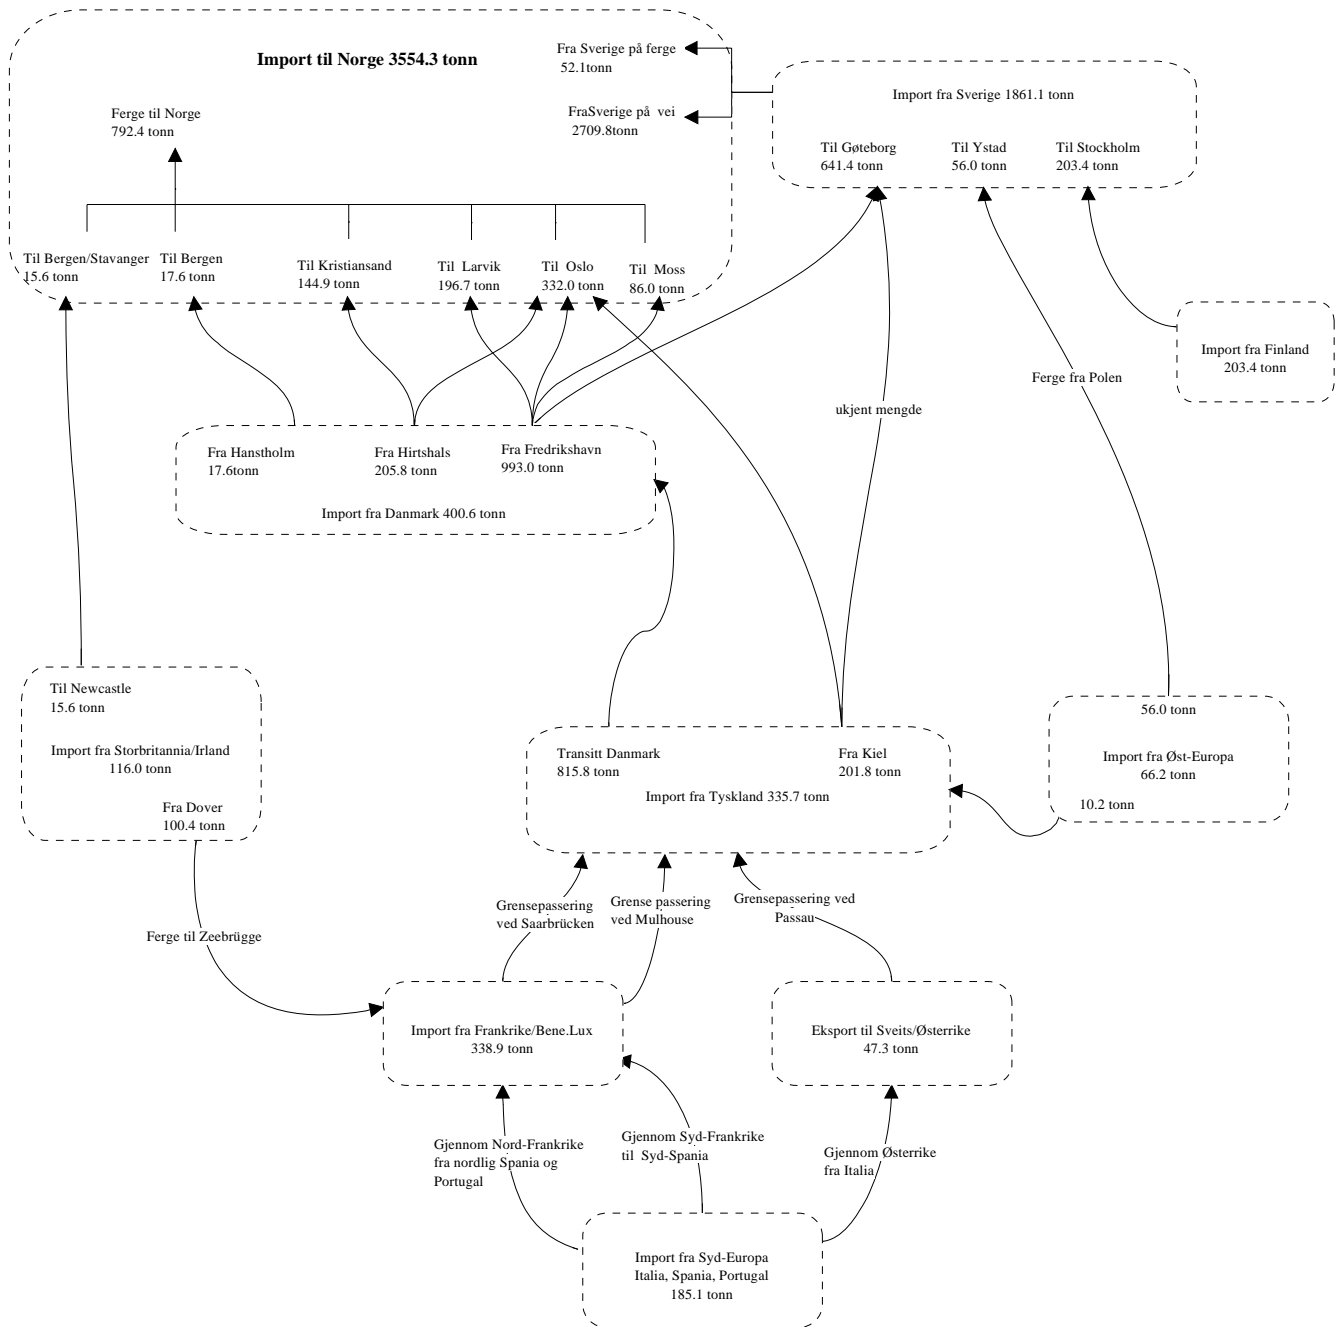 Import til Norge 3554.3 tonn
Fra Sverige på ferge
52.1tonn
FraSverige på vei
2709.8tonn
Ferge til Norge
792.4 tonn
Import fra Sverige 1861.1 tonn
Til Gøteborg
641.4 tonn
Til Ystad
56.0 tonn
Til Stockholm
203.4 tonn
Til Bergen/Stavanger
15.6 tonn
Til Bergen
17.6 tonn
Til Kristiansand
144.9 tonn
Til Larvik
196.7 tonn
Til Oslo
332.0 tonn
Til Moss
86.0 tonn
Import fra Finland
203.4 tonn
Ferge fra Polen
ukjent mengde
Fra Hanstholm
17.6tonn
Fra Hirtshals
205.8 tonn
Fra Fredrikshavn
993.0 tonn
Import fra Danmark 400.6 tonn
Til Newcastle
15.6 tonn
Import fra Storbritannia/Irland
116.0 tonn
Fra Dover
100.4 tonn
Transitt Danmark
815.8 tonn
Fra Kiel
201.8 tonn
Import fra Tyskland 335.7 tonn
56.0 tonn
Import fra Øst-Europa
66.2 tonn
10.2 tonn
Grensepassering
ved Saarbrücken
Grense passering
ved Mulhouse
Grensepassering ved
Passau
Ferge til Zeebrügge
Import fra Frankrike/Bene.Lux
338.9 tonn
Eksport til Sveits/Østerrike
47.3 tonn
Gjennom Nord-Frankrike
fra nordlig Spania og
Portugal
Gjennom Syd-Frankrike
til Syd-Spania
Gjennom Østerrike
fra Italia
Import fra Syd-Europa
Italia, Spania, Portugal
185.1 tonn